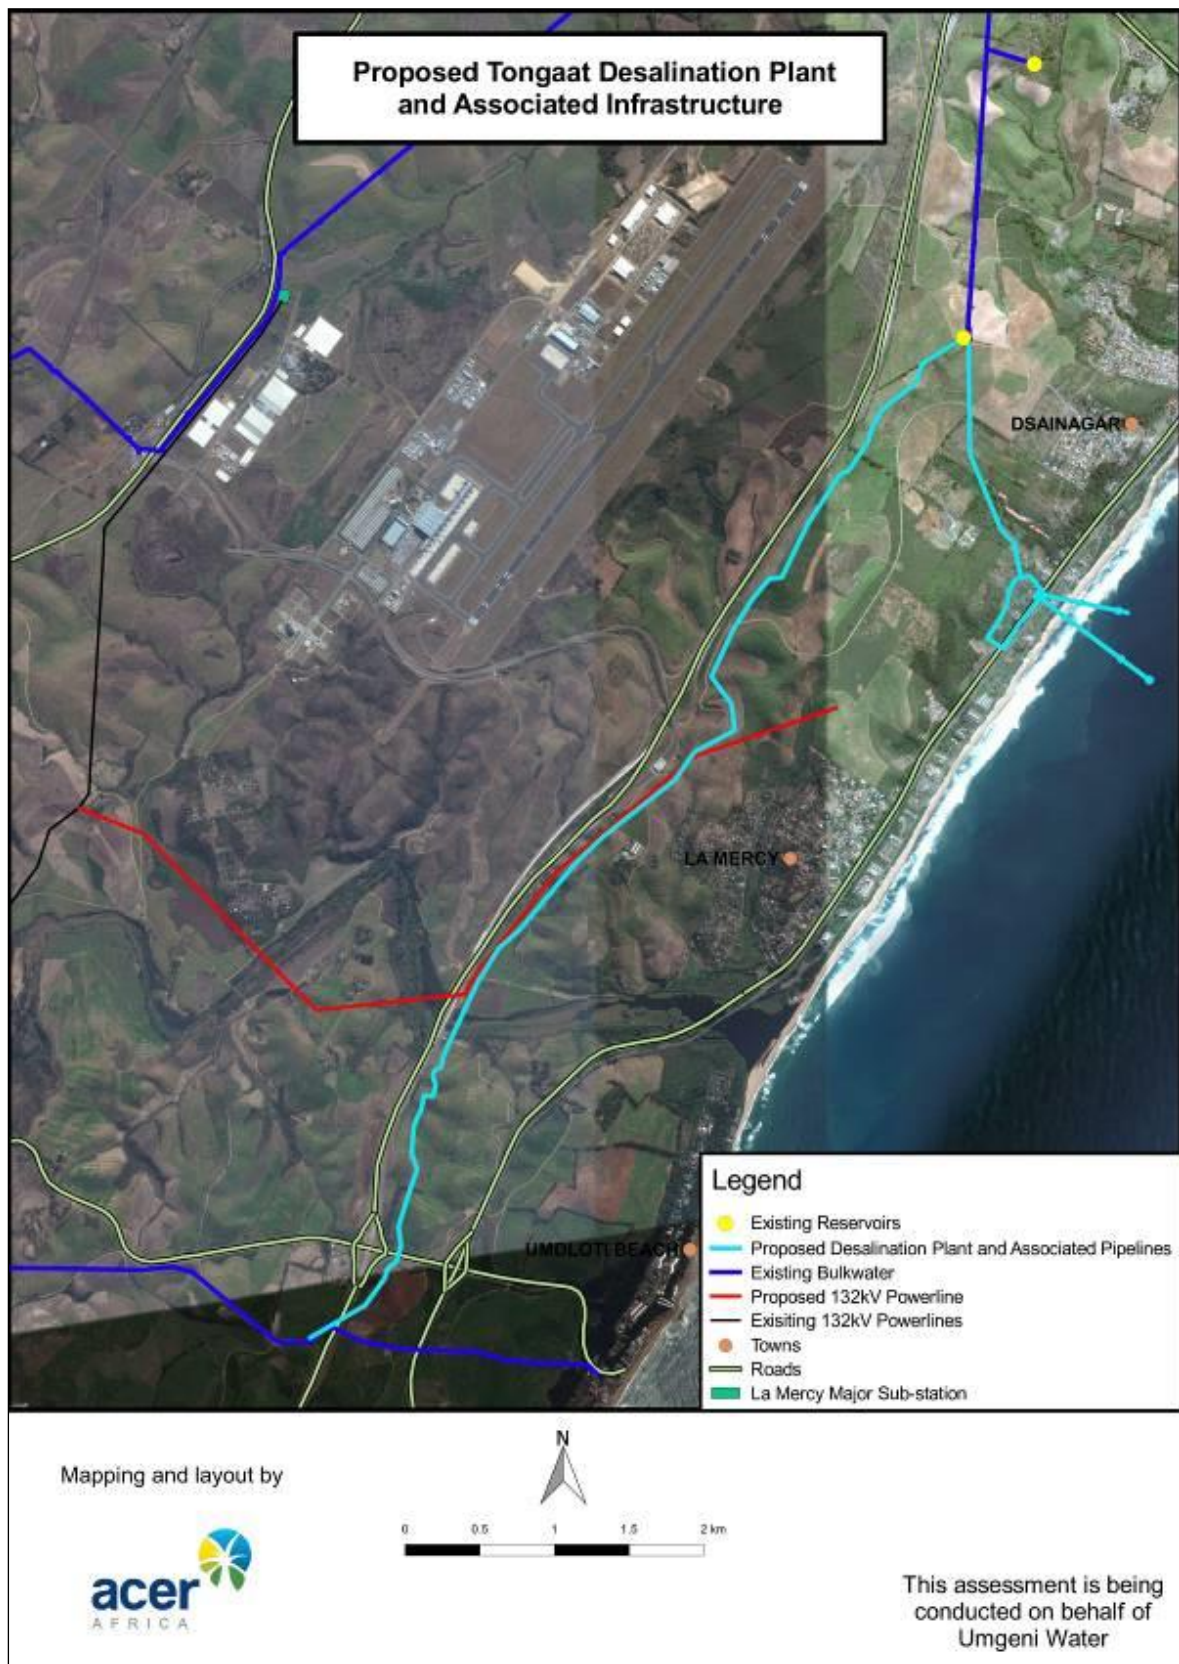 Proposed Tongaat Desalination Plant
and Associated Infrastructure
DSAINAGAR
LA MERCY
UMDLOTI BEACH
Legend
Existing Reservoirs
Proposed Desalination Plant and Associated Pipelines
Existing Bulkwater
Proposed 132kV Powerline
Exisiting 132kV Powerlines
Towns
Roads
La Mercy Major Sub-station
N
Mapping and layout by
0 0.5 1 1.5 2 km
acer
AFRICA
This assessment is being
conducted on behalf of
Umgeni Water